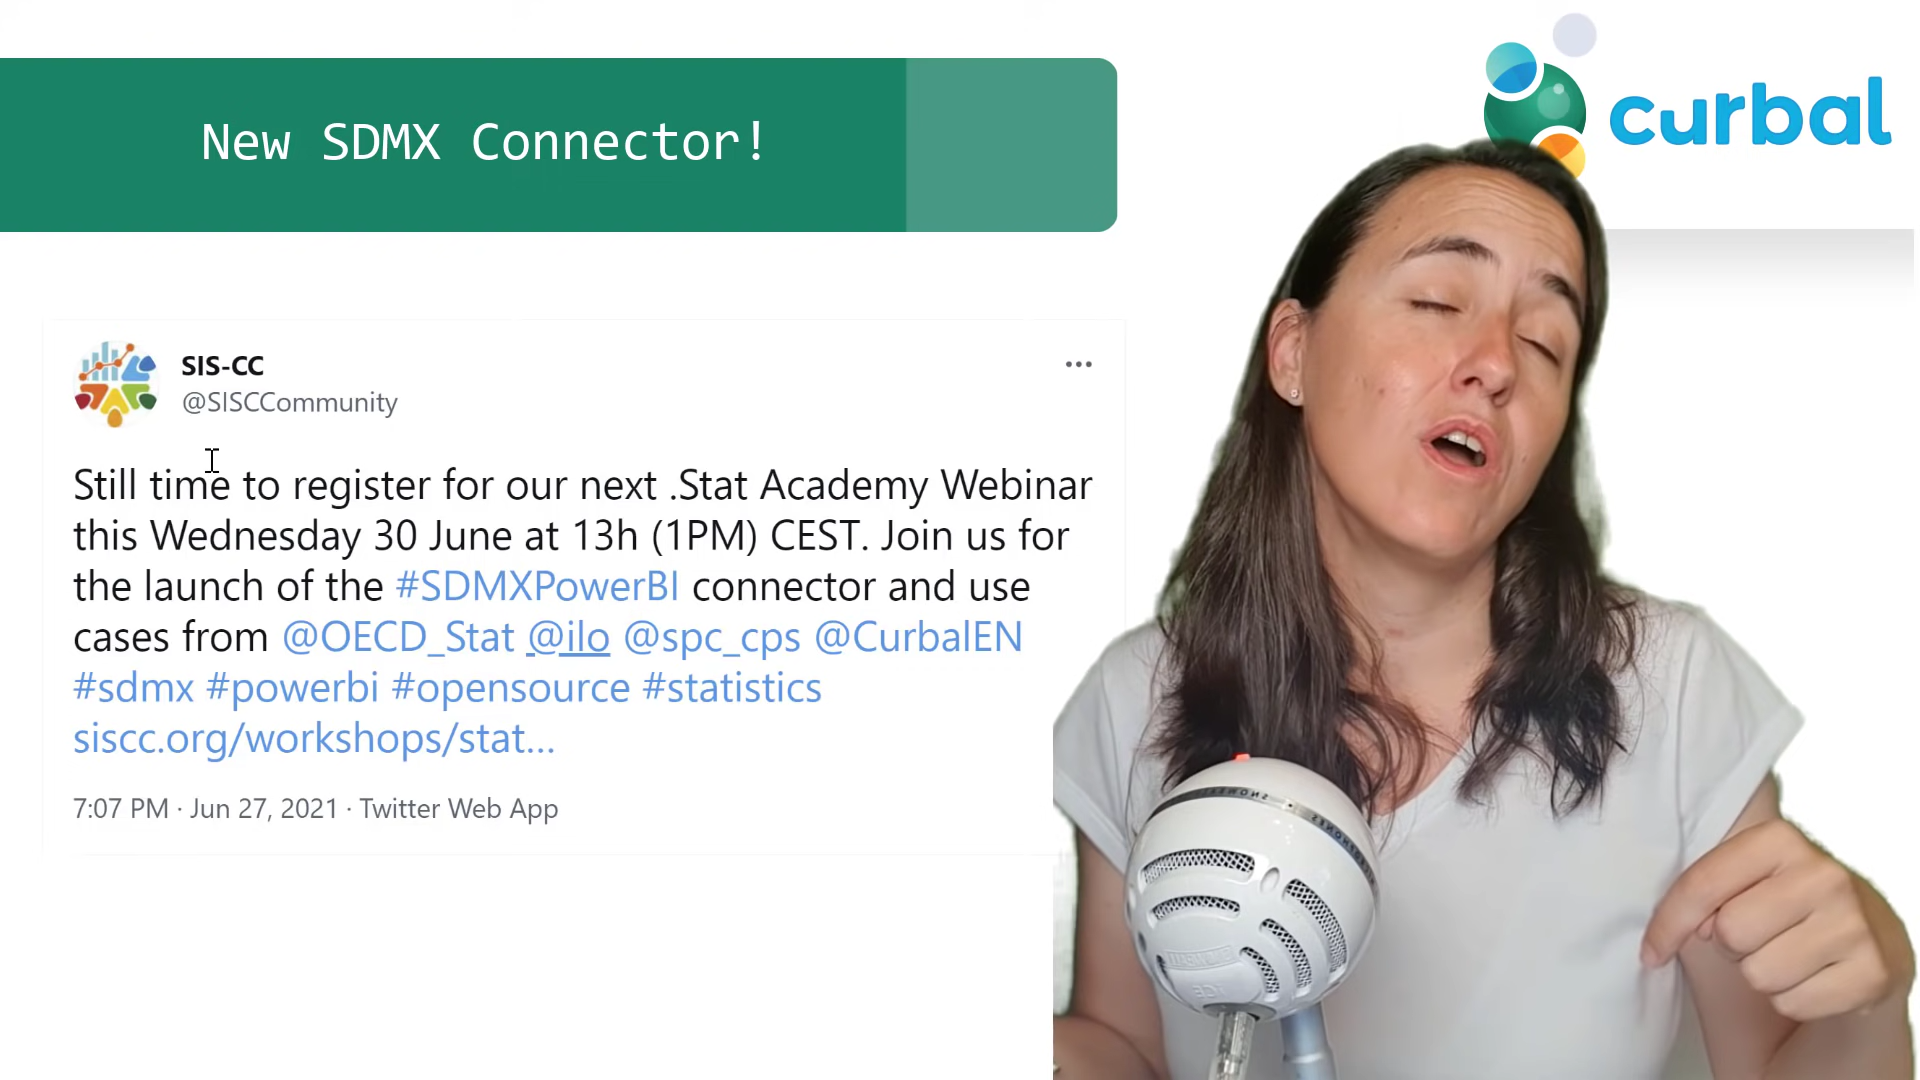 New SDMX Connector!
curbal
SIS-CC
@SISCCommunity
Still time to register for our next .Stat Academy Webinar
this Wednesday 30 June at 13h (1PM) CEST. Join us for
the launch of the #SDMXPowerBI connector and use
cases from @OECD_Stat @ilo @spc_cps @CurbalEN
#sdmx #powerbi #opensource #statistics
siscc.org/workshops/stat...
7:07 PM · Jun 27, 2021 · Twitter Web App